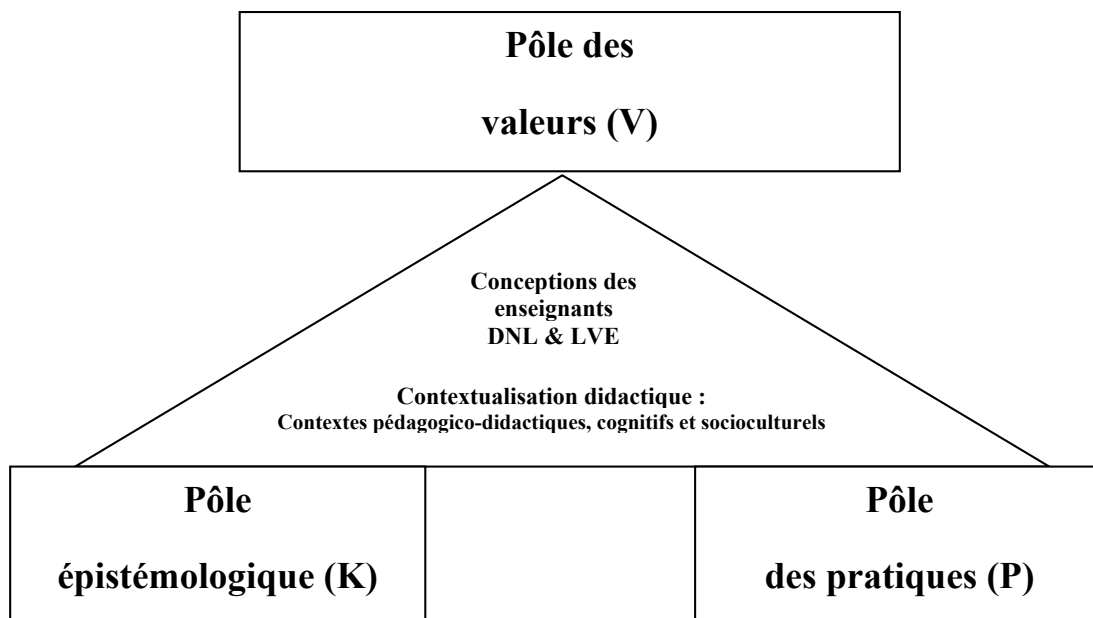 Pôle des
valeurs (V)
Conceptions des
enseignants
DNL & LVE
Contextualisation didactique :
Contextes pédagogico-didactiques, cognitifs et socioculturels
Pôle
épistémologique (K)
Pôle
des pratiques (P)